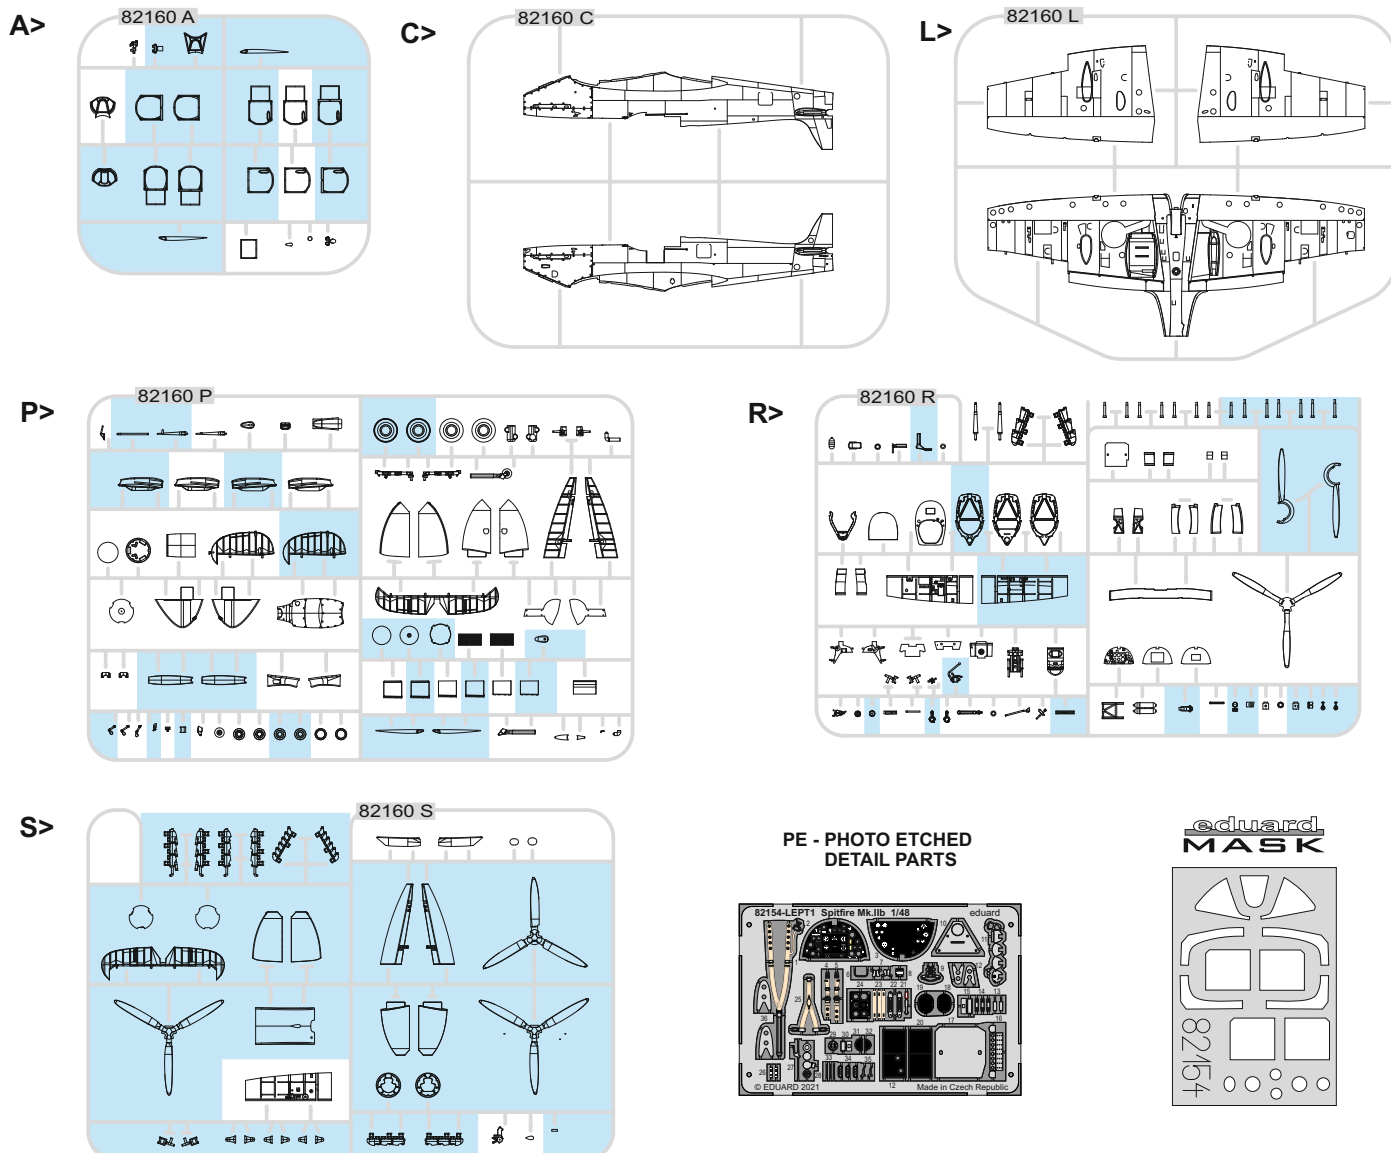 A>
82160 A
C>
82160 C
L>
82160 L
P>
82160 P
R>
82160 R
S>
82160 S
PE - PHOTO ETCHED
DETAIL PARTS
82154-LEPT1 Spitfire Mk.IIb 1/48 eduard
© EDUARD 2021
Made in Czech Republic
eduard
MASK
82154